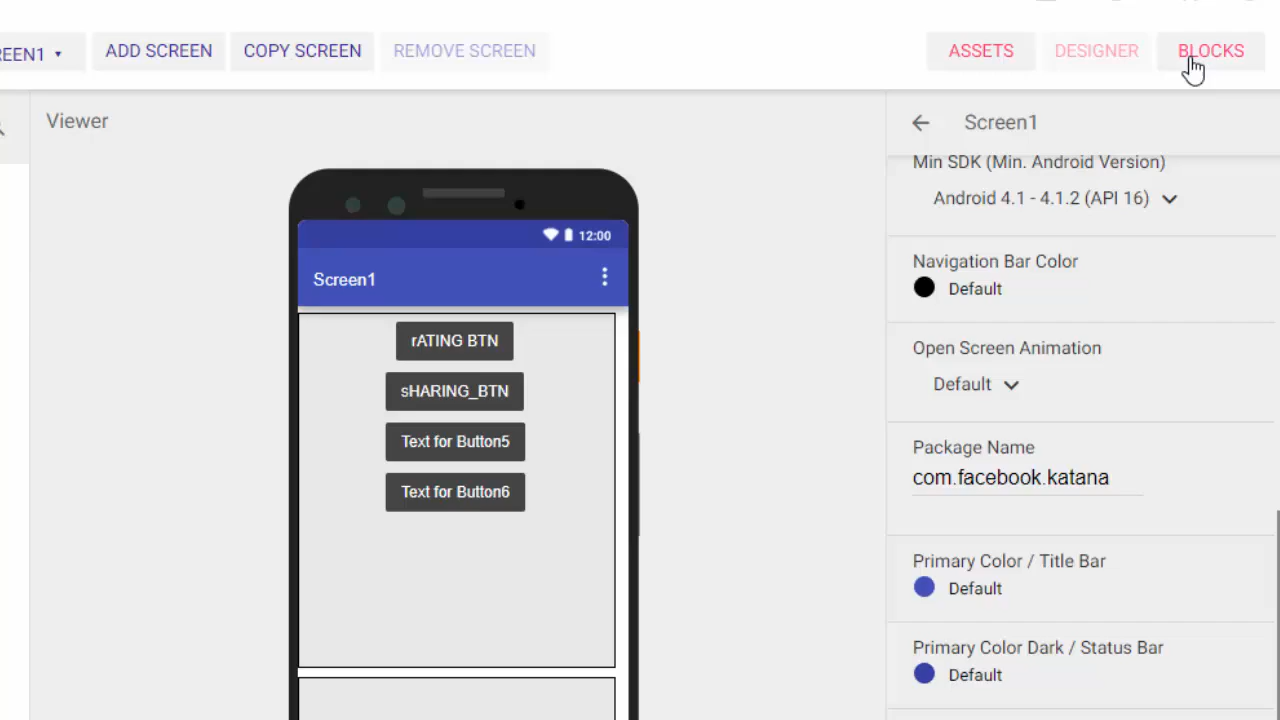 REEN1
ADD SCREEN
COPY SCREEN
REMOVE SCREEN
ASSETS
DESIGNER
BLOCKS
Viewer
Screen1
Min SDK (Min. Android Version)
Android 4.1 - 4.1.2 (API 16)
12:00
Screen1
Navigation Bar Color
Default
rATING BTN
Open Screen Animation
sHARING_BTN
Default
Text for Button5
Package Name
com.facebook.katana
Text for Button6
Primary Color / Title Bar
Default
Primary Color Dark / Status Bar
Default